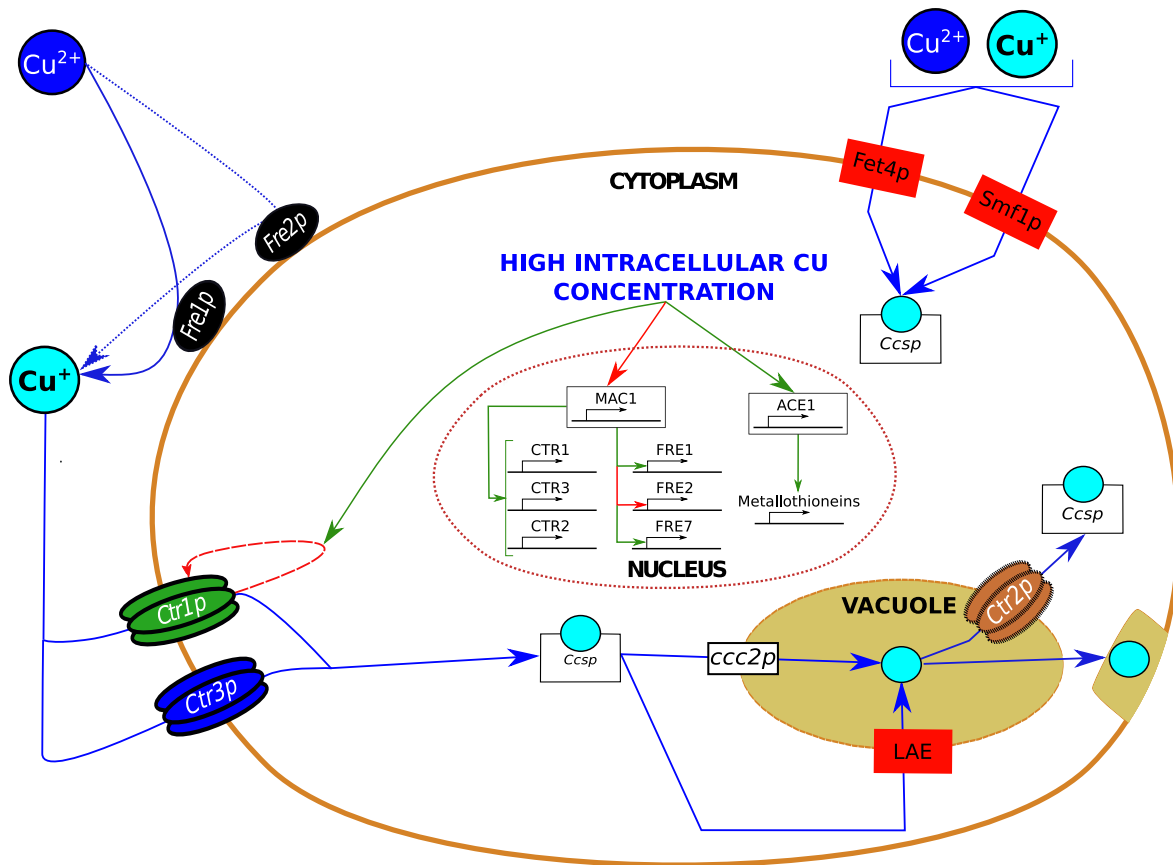 Cu2+
Cu2+
Cu+
Fet4p
Smf1p
CYTOPLASM
Fre2p
Fre1p
HIGH INTRACELLULAR CU
CONCENTRATION
Ccsp
Cu+
MAC1
ACE1
CTR1
FRE1
CTR3
FRE2
Metallothioneins
CTR2
FRE7
Ccsp
NUCLEUS
Ctr1p
VACUOLE
Ctr2p
Ccsp
ccc2p
Ctr3p
LAE